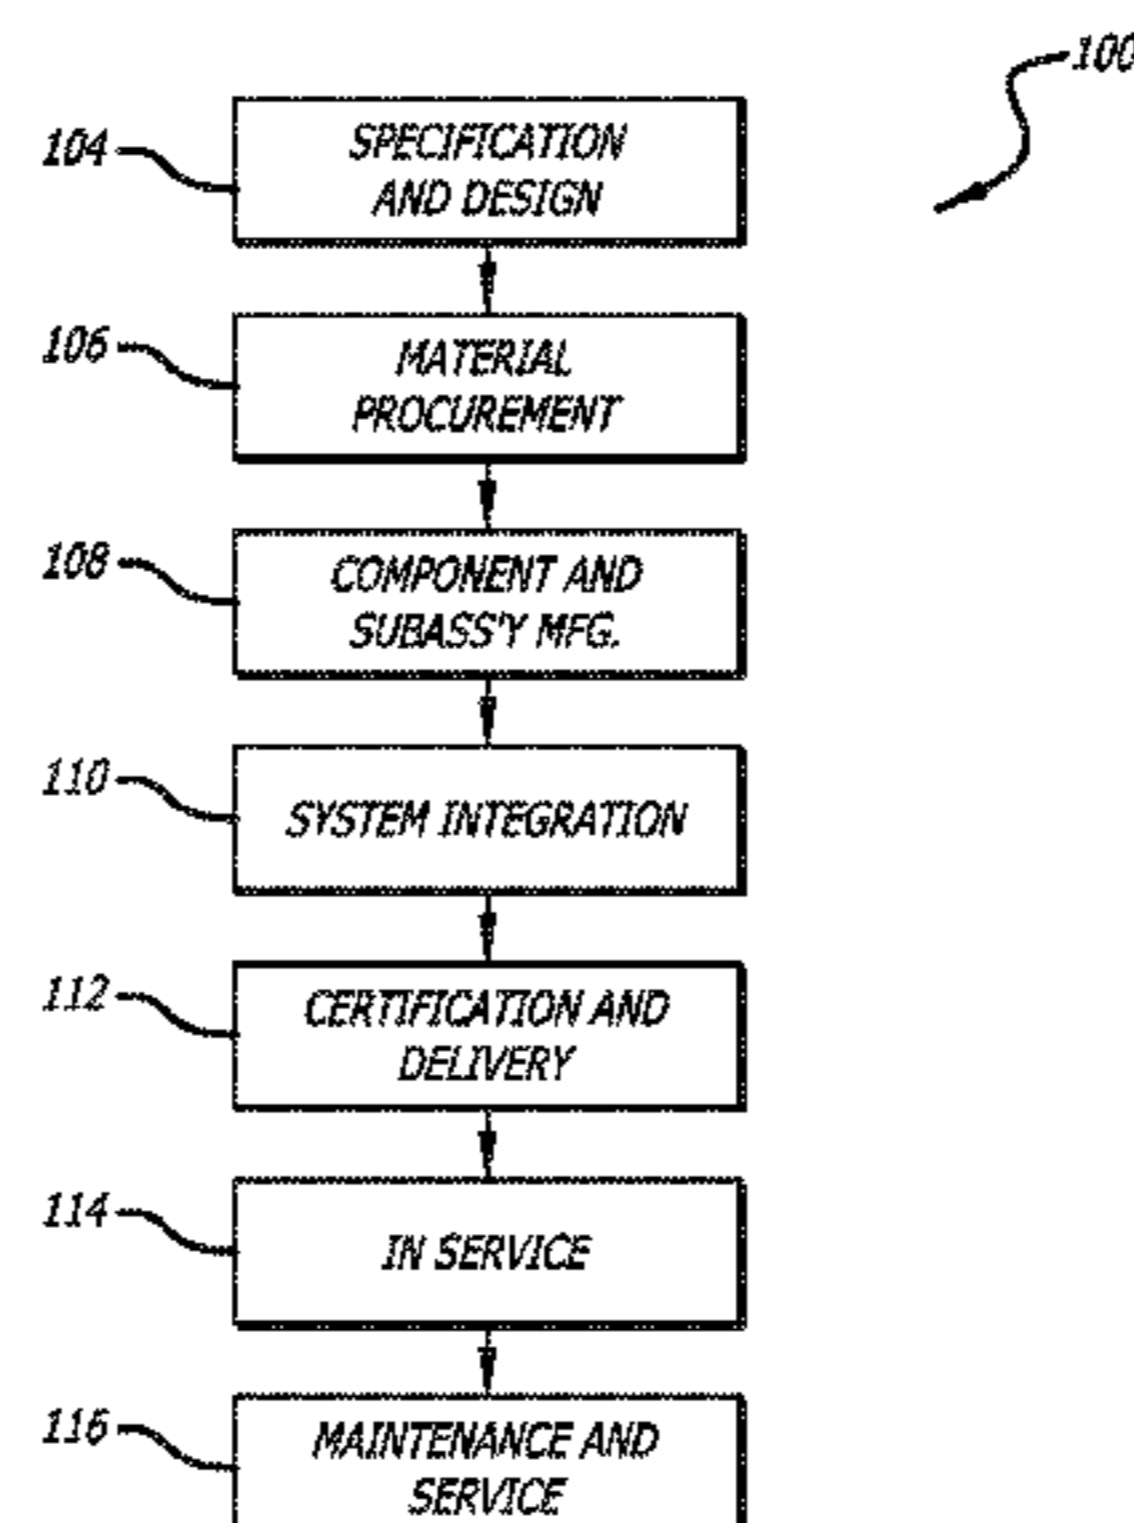 100
104
SPECIFICATION
AND DESIGN
106
MATERIAL
PROCUREMENT
108
COMPONENT AND
SUBASS'Y MFG.
110
SYSTEM INTEGRATION
112
CERTIFICATION AND
DELIVERY
114
IN SERVICE
116
MAINTENANCE AND
SERVICE